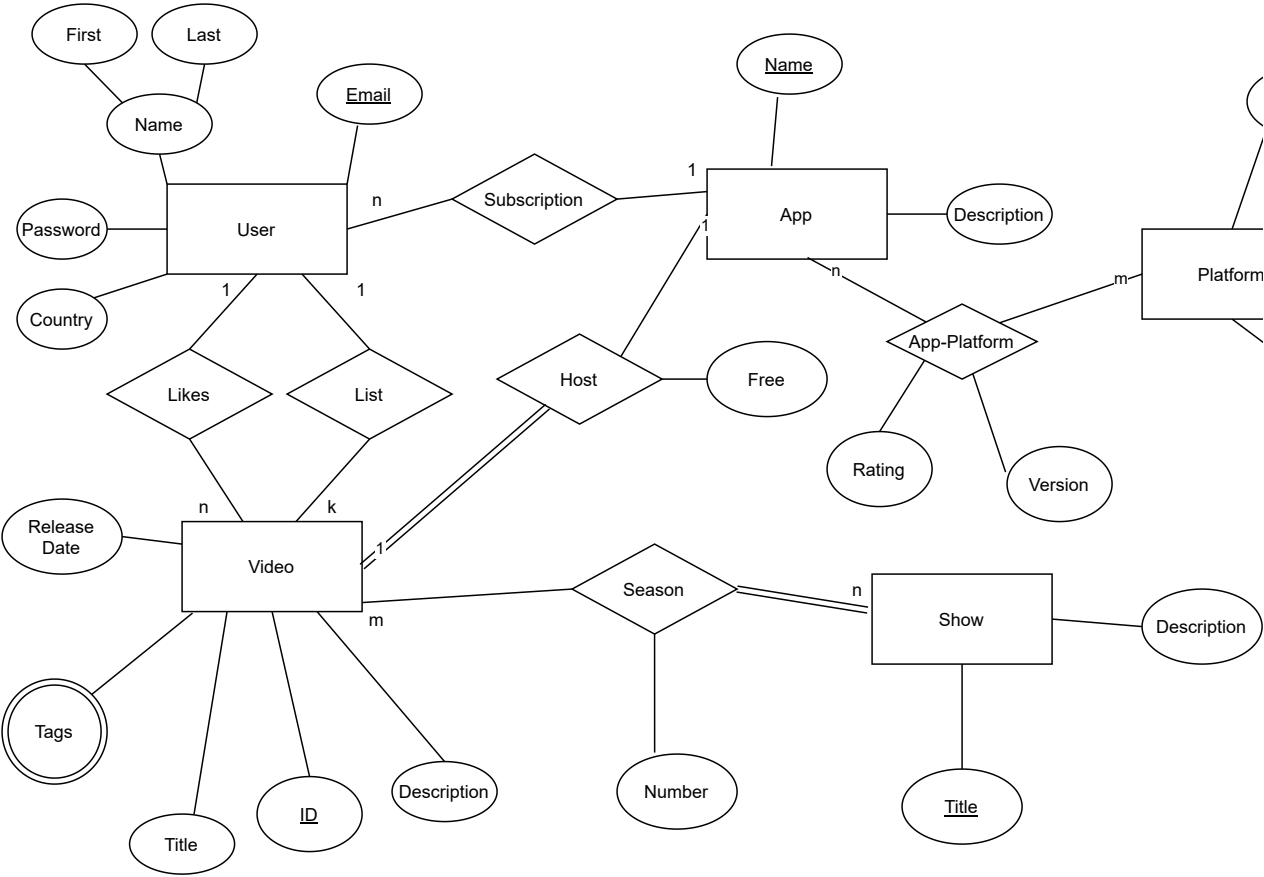 First
Last
Name
Email
Name
Password
User
n
Subscription
1
App
Description
1
n
m
Platform
Country
1
1
App-Platform
Likes
List
Host
Free
Rating
Version
n
k
Release
Date
1
Video
m
Season
n
Show
Description
Tags
Title
ID
Description
Number
Title